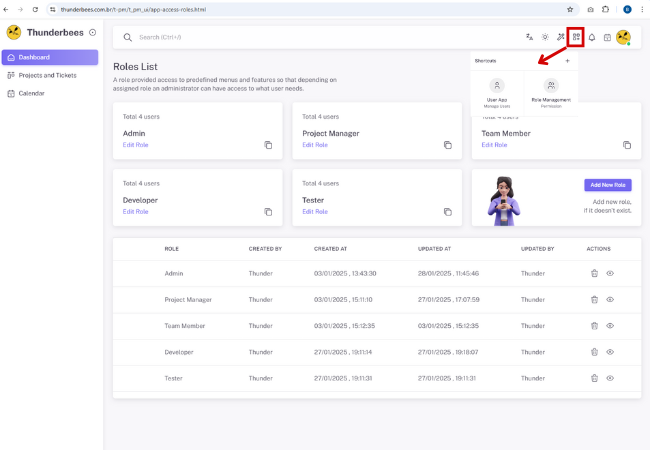 thunderbees.com.br/t-pm/t_pm_ui/app-access-roles.html
Thunderbees
Search (Ctrl+/)
Dashboard
Projects and Tickets
Calendar
Shortcuts
+
User App
Manage Users
Role Management
Permission
Roles List
A role provided access to predefined menus and features so that depending on
assigned role an administrator can have access to what user needs.
Total 4 users
Admin
Edit Role
Total 4 users
Project Manager
Edit Role
Total 4 users
Team Member
Edit Role
Total 4 users
Developer
Edit Role
Total 4 users
Tester
Edit Role
Add New Role
Add new role,
if it doesn't exist.
ROLE CREATED BY CREATED AT UPDATED AT UPDATED BY ACTIONS
Admin Thunder 03/01/2025 , 13:43:30 28/01/2025 , 11:45:46 Thunder
Project Manager Thunder 03/01/2025 , 15:11:10 27/01/2025 , 17:07:59 Thunder
Team Member Thunder 03/01/2025 , 15:12:35 03/01/2025 , 15:12:35 Thunder
Developer Thunder 27/01/2025 , 19:11:14 27/01/2025 , 19:18:07 Thunder
Tester Thunder 27/01/2025 , 19:11:31 27/01/2025 , 19:11:31 Thunder